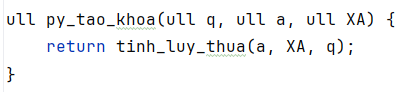 ull py_tao_khoa(ull q, ull a, ull XA) {
    return tinh_luy_thua(a, XA, q);
}